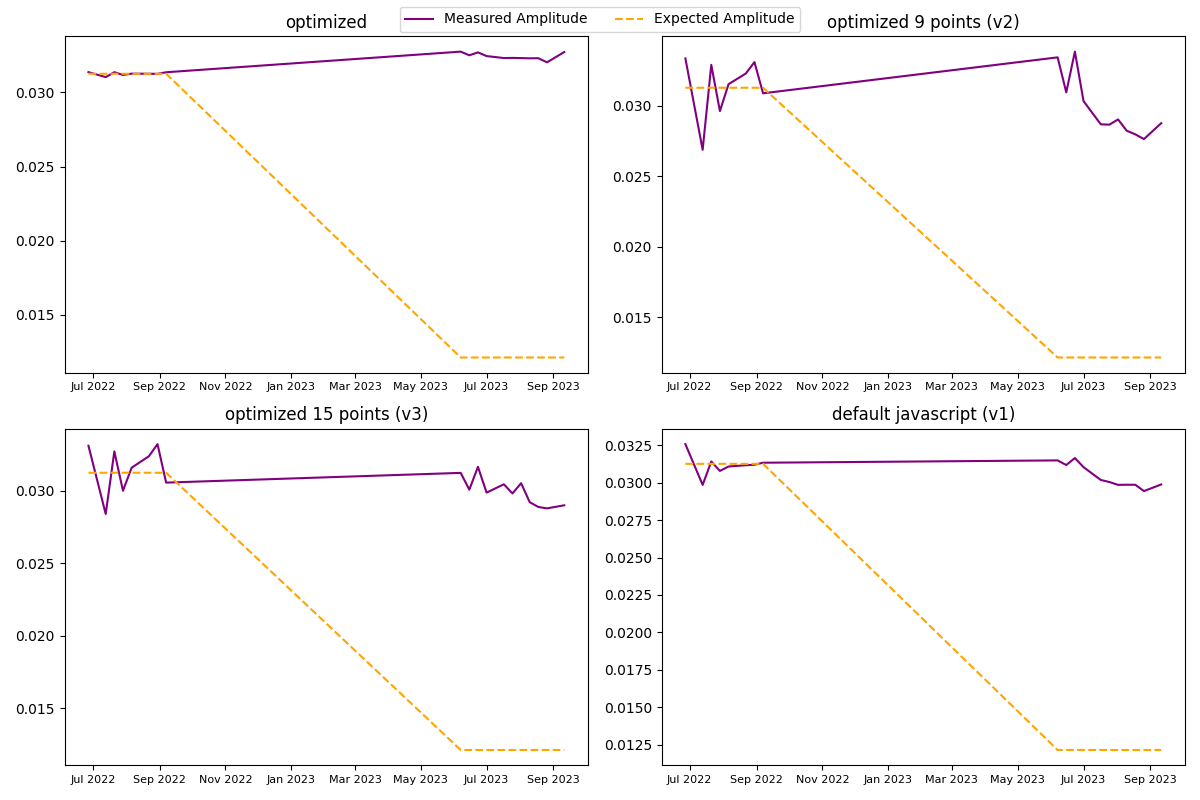 Measured Amplitude
Expected Amplitude
optimized
0.030
0.025
0.020
0.015
Jul 2022 Sep 2022 Nov 2022 Jan 2023 Mar 2023 May 2023 Jul 2023 Sep 2023
optimized 9 points (v2)
0.030
0.025
0.020
0.015
Jul 2022 Sep 2022 Nov 2022 Jan 2023 Mar 2023 May 2023 Jul 2023 Sep 2023
optimized 15 points (v3)
0.030
0.025
0.020
0.015
Jul 2022 Sep 2022 Nov 2022 Jan 2023 Mar 2023 May 2023 Jul 2023 Sep 2023
default javascript (v1)
0.0325
0.0300
0.0275
0.0250
0.0225
0.0200
0.0175
0.0150
0.0125
Jul 2022 Sep 2022 Nov 2022 Jan 2023 Mar 2023 May 2023 Jul 2023 Sep 2023